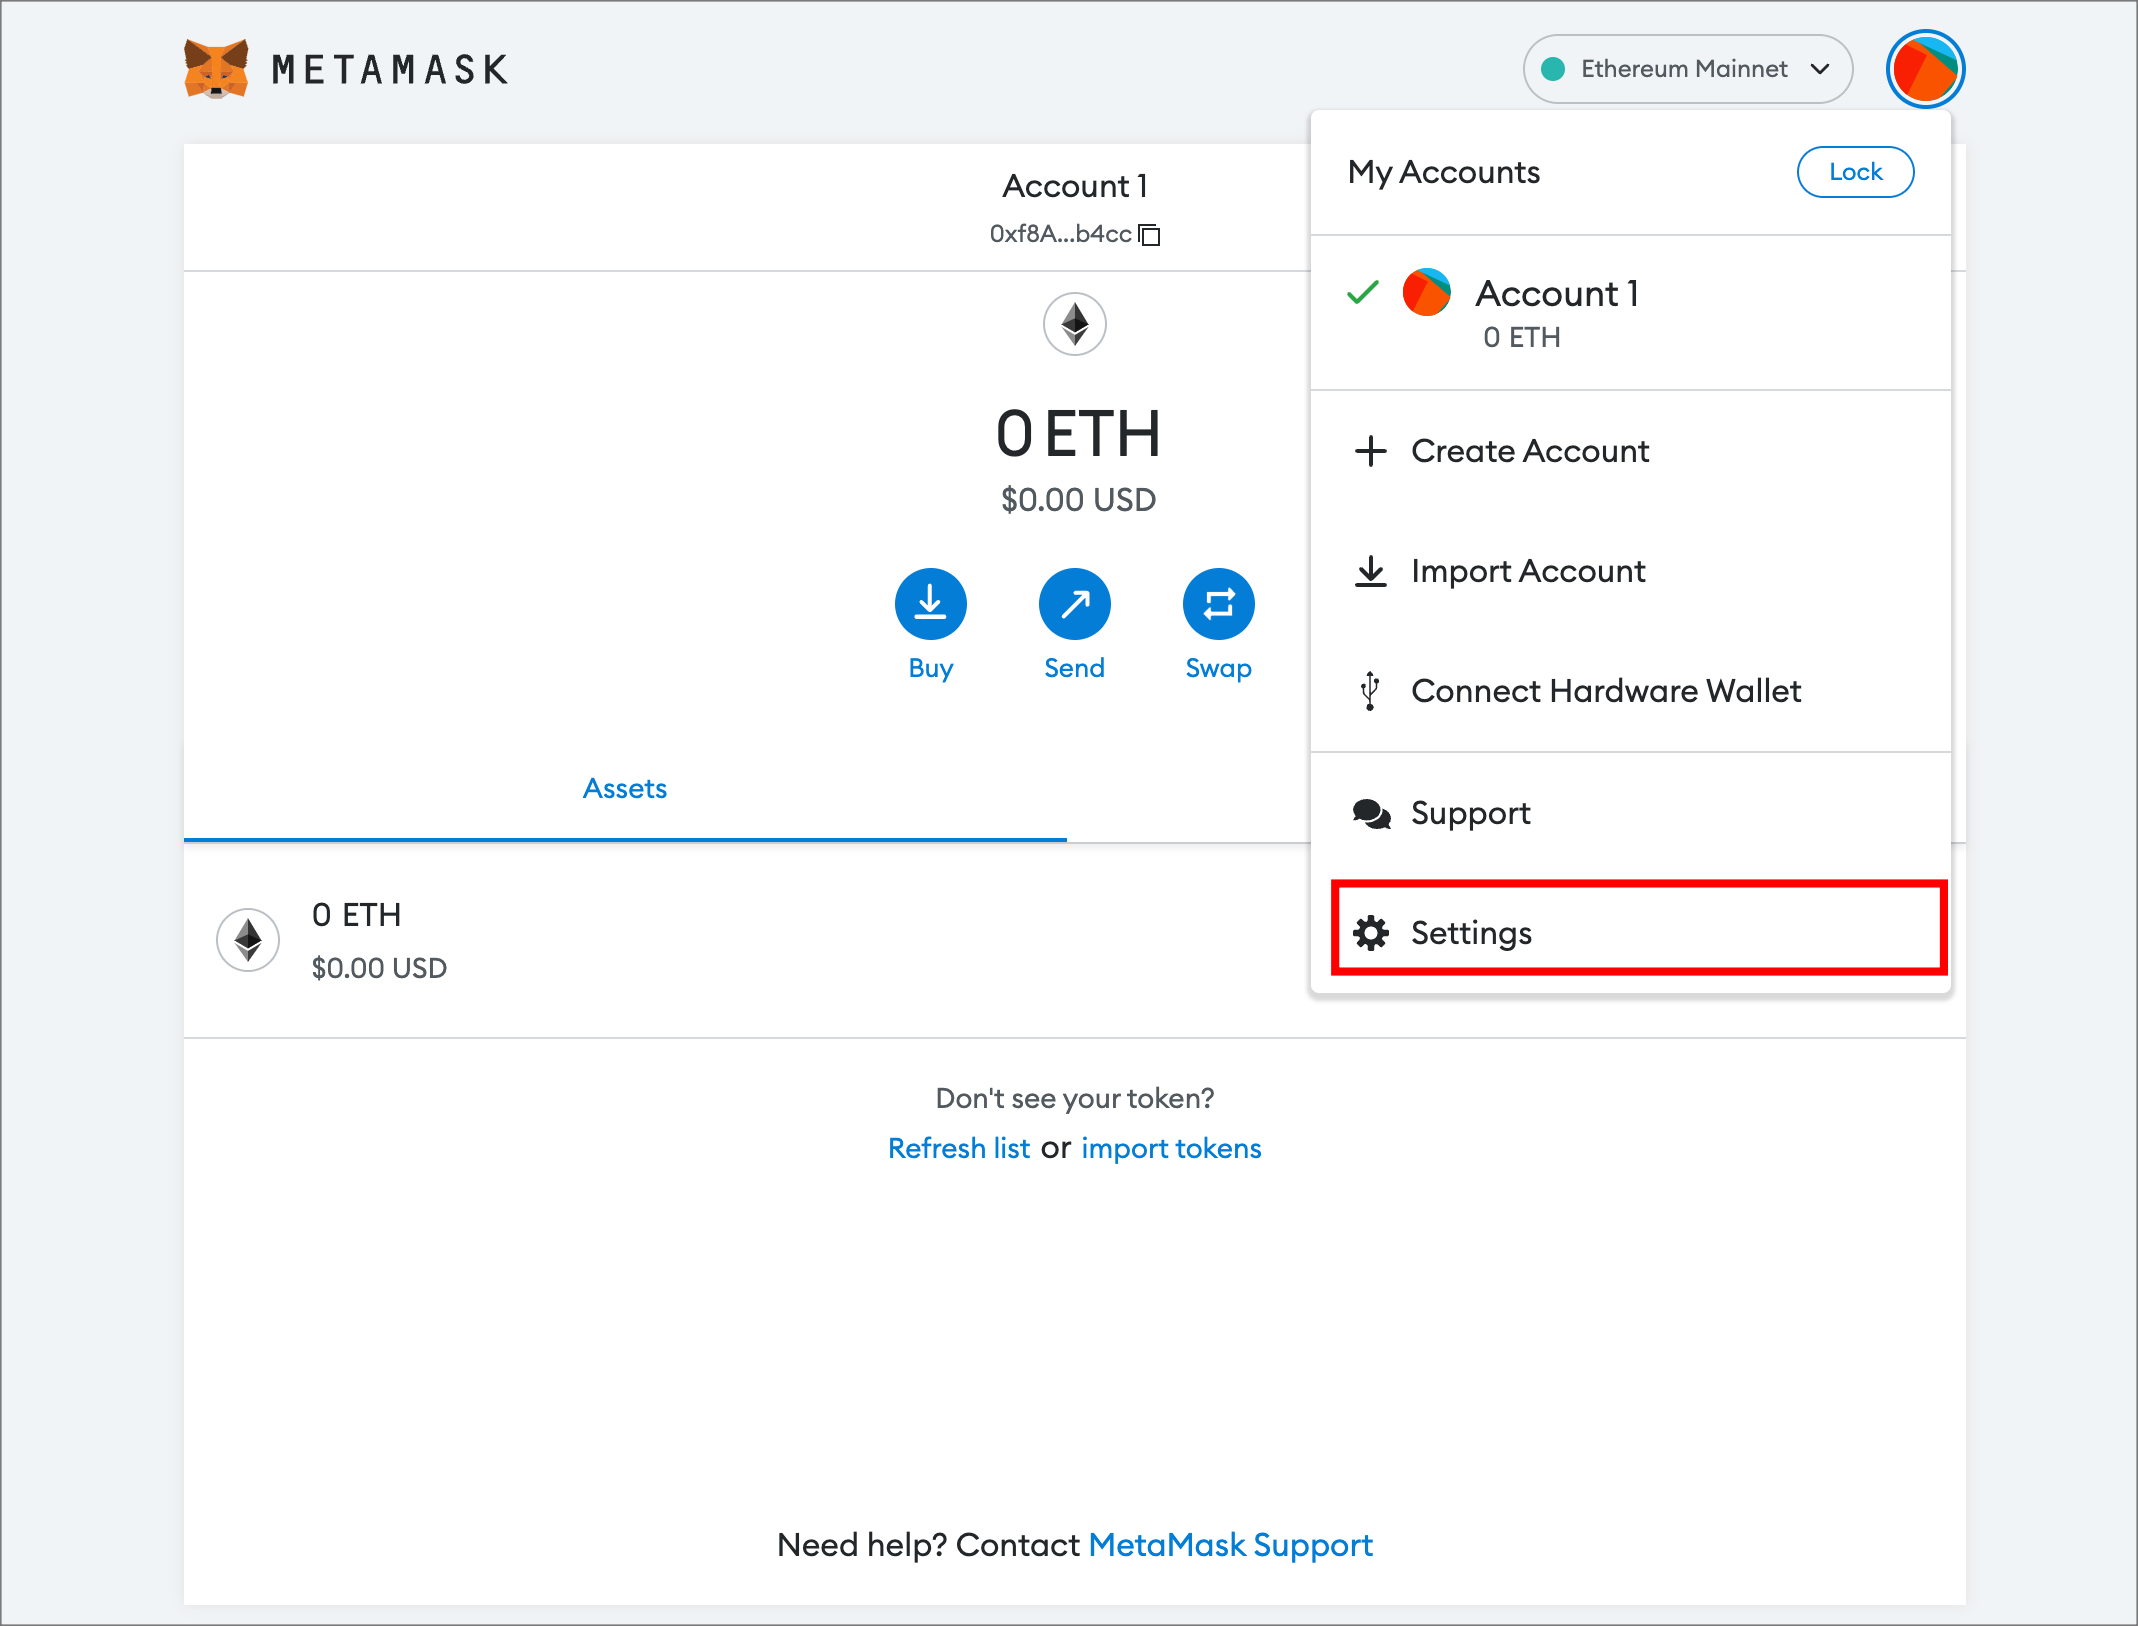 METAMASK
Ethereum Mainnet
Account 1
0xf8A...b4cc
0 ETH
$0.00 USD
Buy
Send
Swap
Assets
0 ETH
$0.00 USD
Don't see your token?
Refresh list or import tokens
Need help? Contact MetaMask Support
My Accounts
Lock
Account 1
0 ETH
Create Account
Import Account
Connect Hardware Wallet
Support
Settings